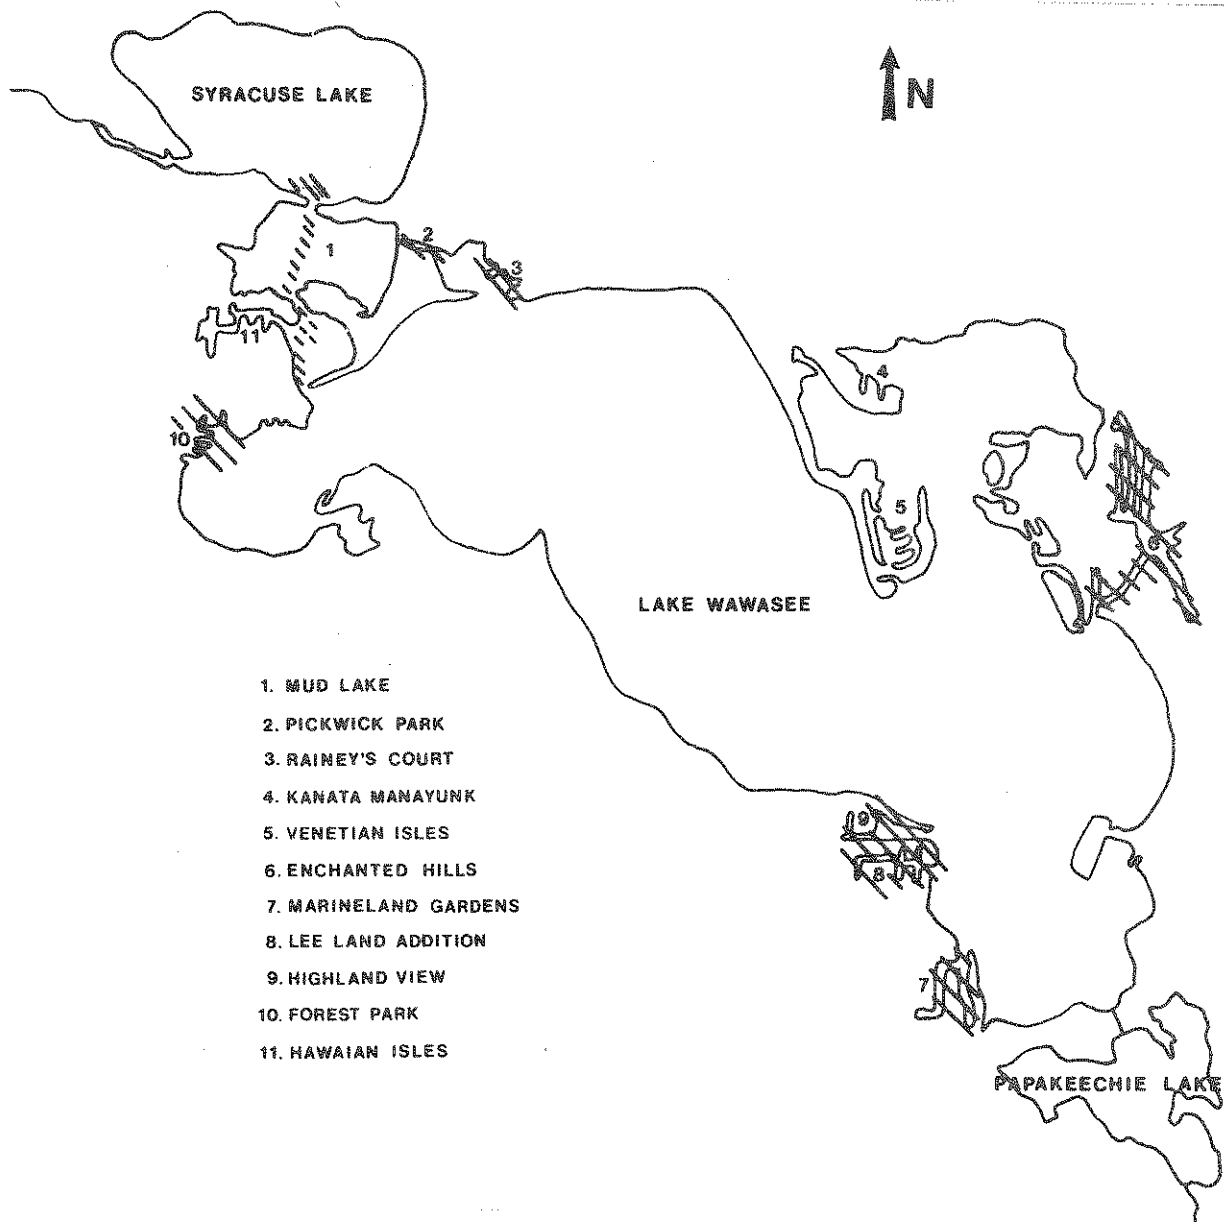 SYRACUSE LAKE
N
1
2
3
11
4
10
5
6
LAKE WAWASEE
1. MUD LAKE
2. PICKWICK PARK
3. RAINEY'S COURT
4. KANATA MANAYUNK
5. VENETIAN ISLES
6. ENCHANTED HILLS
7. MARINELAND GARDENS
8. LEE LAND ADDITION
9. HIGHLAND VIEW
10. FOREST PARK
11. HAWAIAN ISLES
9
8
7
PAPAKEECHIE LAKE